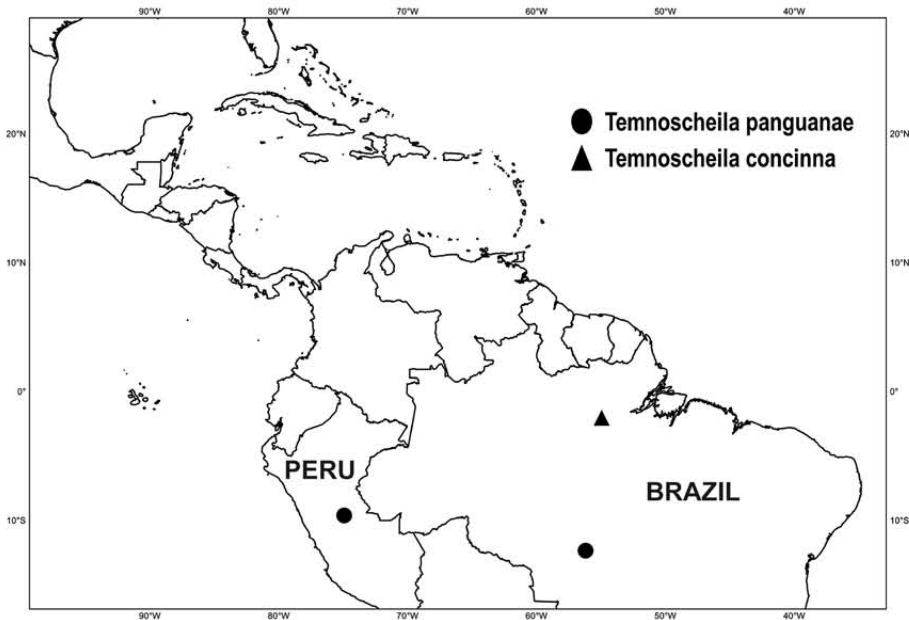 90°W 80°W 70°W 60°W 50°W 40°W
Temnoscheila panguanae
Temnoscheila concinna
20°N 20°N
10°N 10°N
0° 0°
PERU
BRAZIL
10°S 10°S
90°W 80°W 70°W 60°W 50°W 40°W